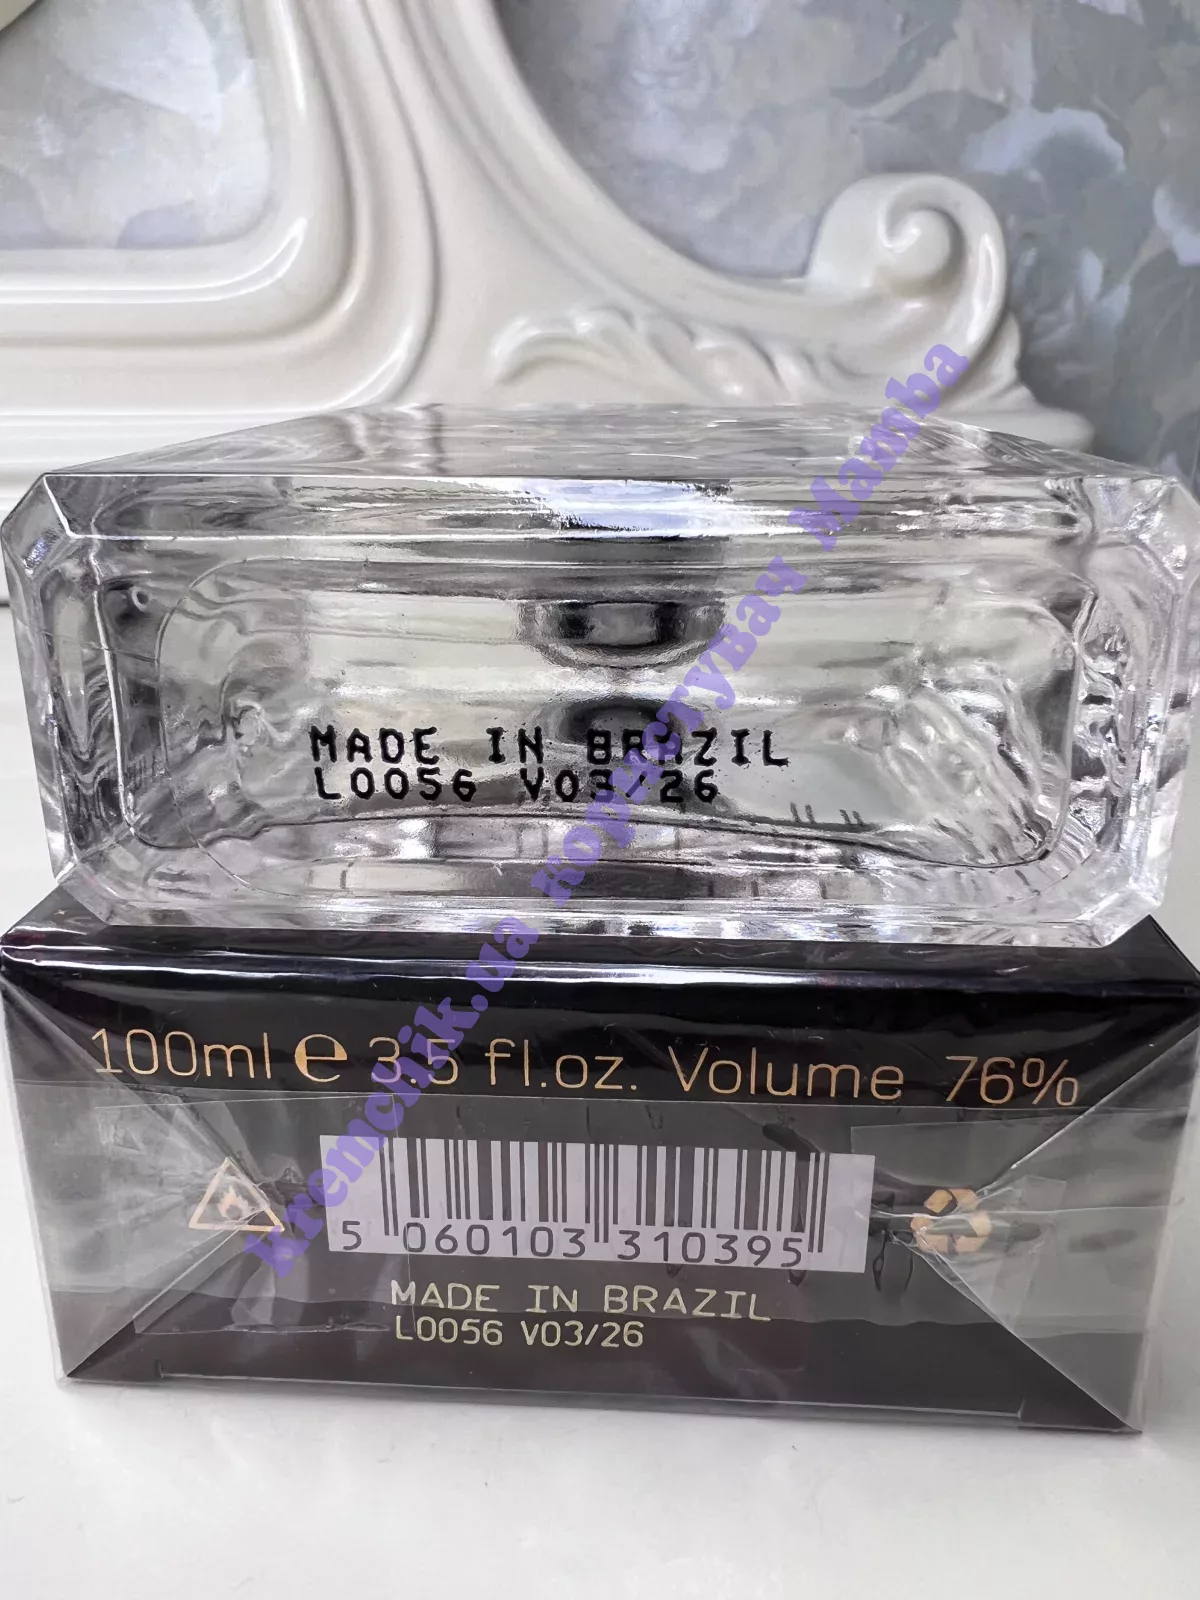 MADE IN BRAZIL
L0056 V03/26
kremchik.ua користувач Mamba
100ml e 3.5 fl.oz. Volume 76%
5 060103 310395
MADE IN BRAZIL
L0056 V03/26